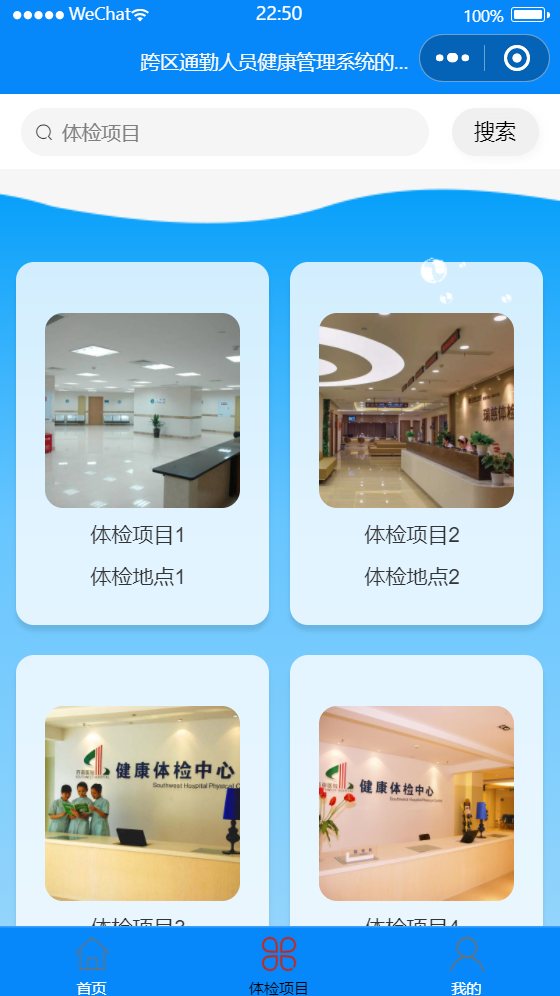 WeChat 22:50 100%
跨区通勤人员健康管理系统的...
体检项目 搜索
瑞慈体检
体检项目1 体检项目2
体检地点1 体检地点2
健康体检中心 健康体检中心
Southwest Hospital Physical C Southwest Hospital Physical
体检项目3 体检项目4
首页 体检项目 我的